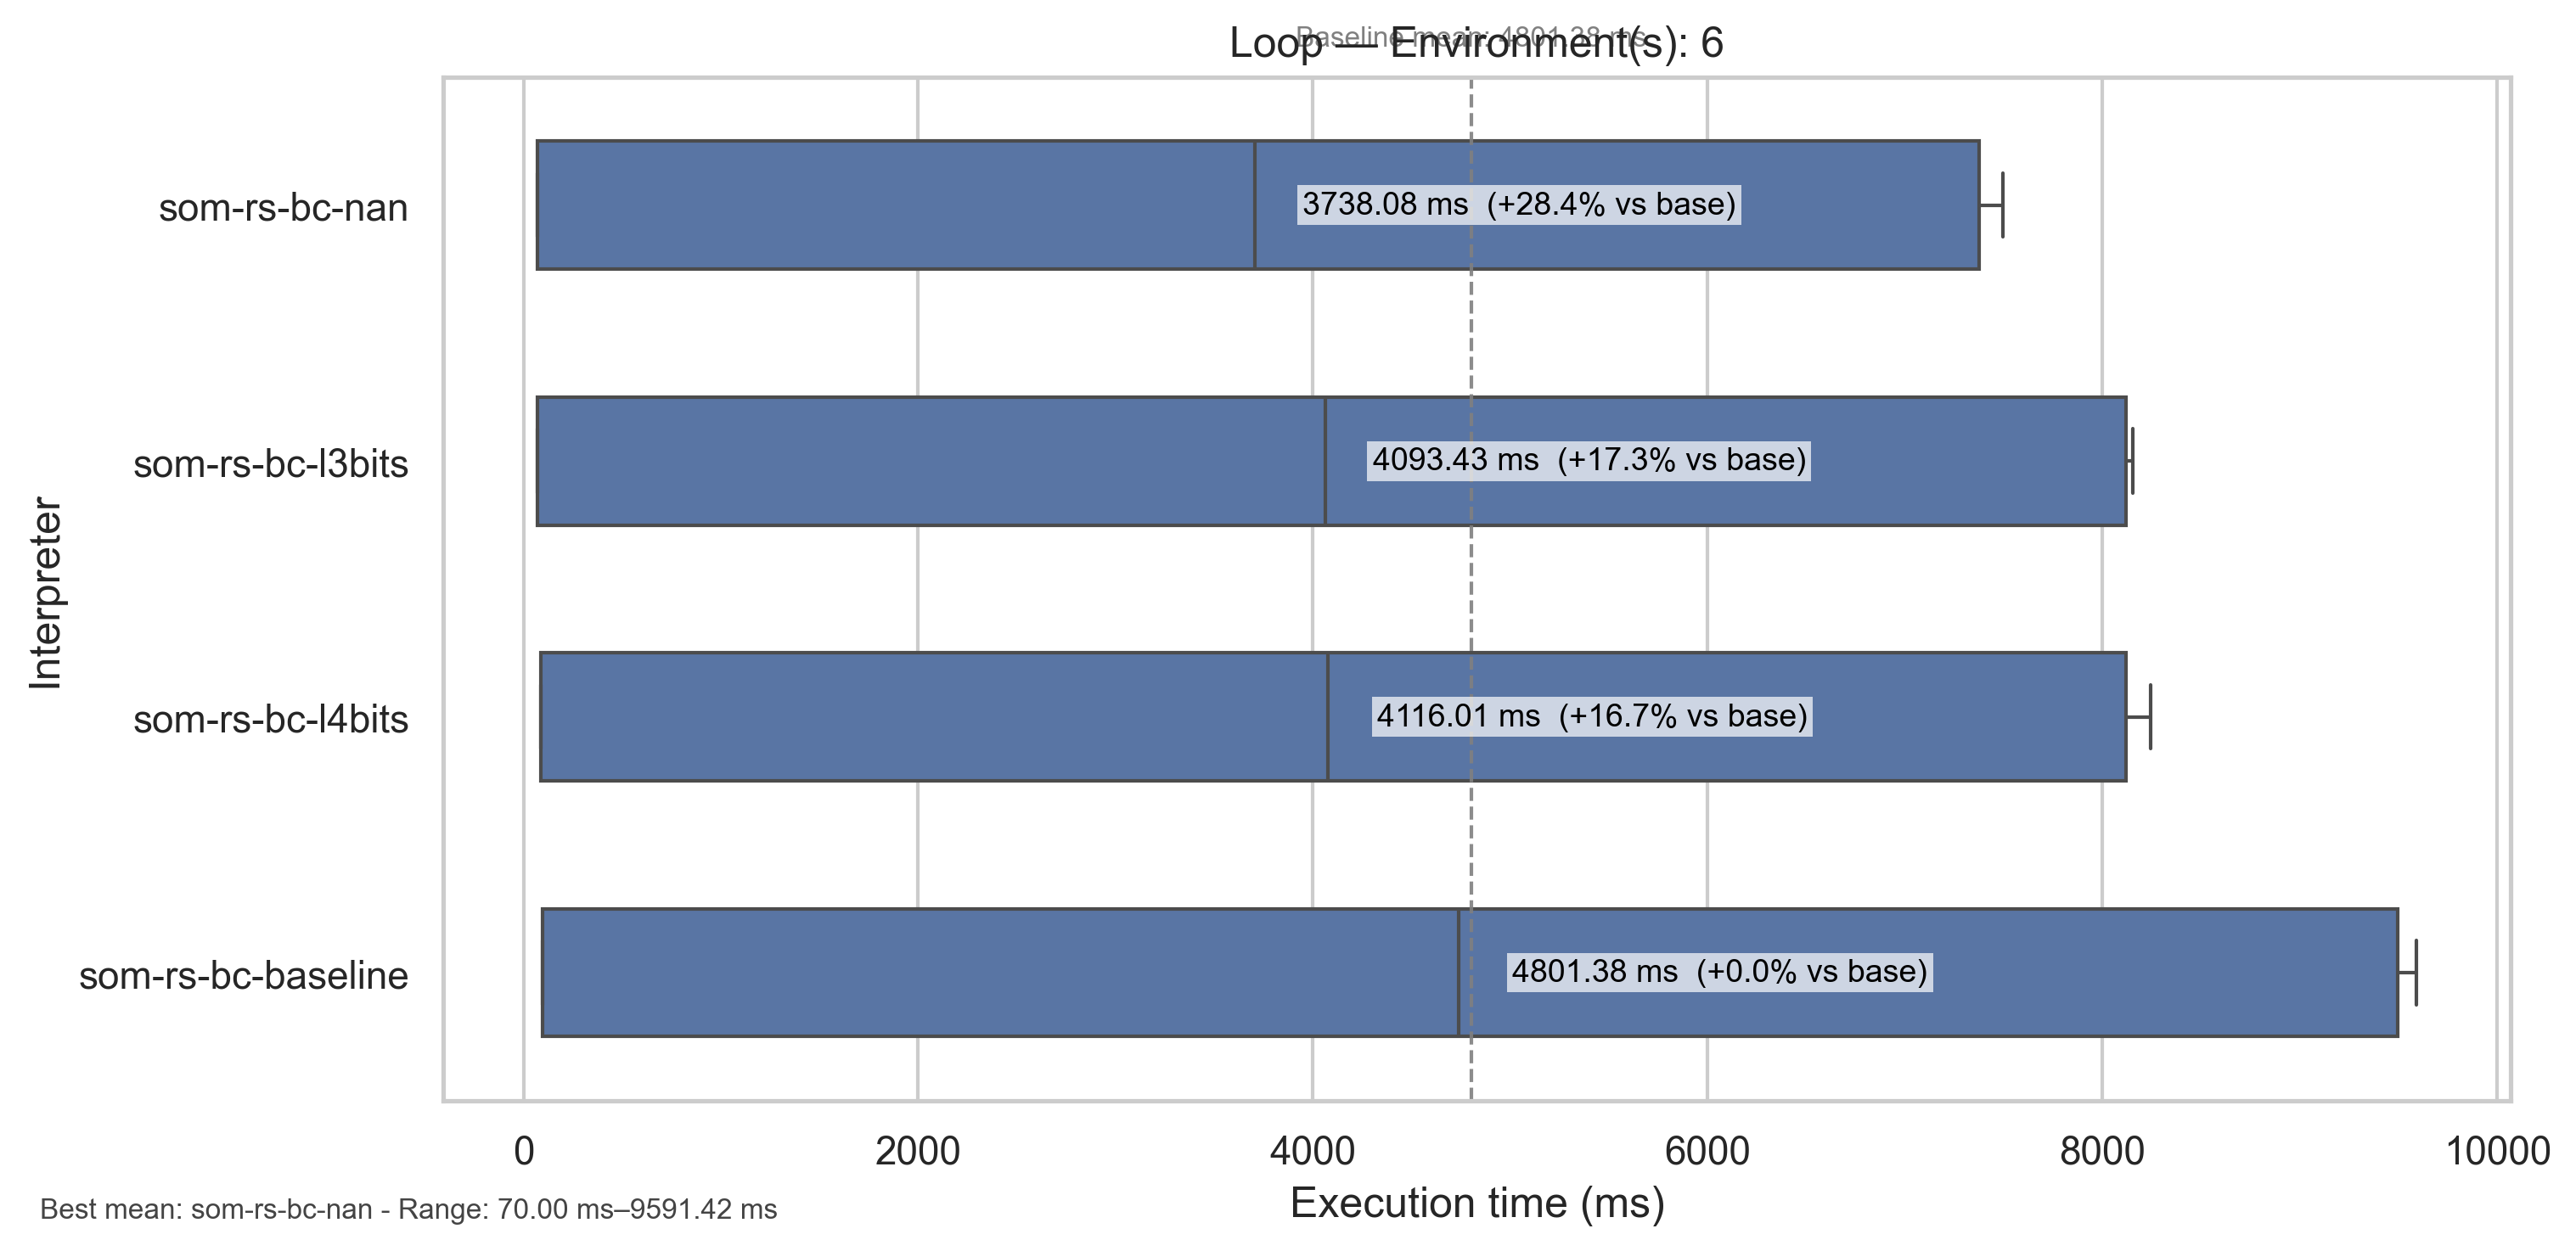 Baseline mean: 4801.38 ms
Loop — Environment(s): 6
Interpreter
som-rs-bc-nan
3738.08 ms (+28.4% vs base)
som-rs-bc-l3bits
4093.43 ms (+17.3% vs base)
som-rs-bc-l4bits
4116.01 ms (+16.7% vs base)
som-rs-bc-baseline
4801.38 ms (+0.0% vs base)
0 2000 4000 6000 8000 10000
Execution time (ms)
Best mean: som-rs-bc-nan - Range: 70.00 ms–9591.42 ms